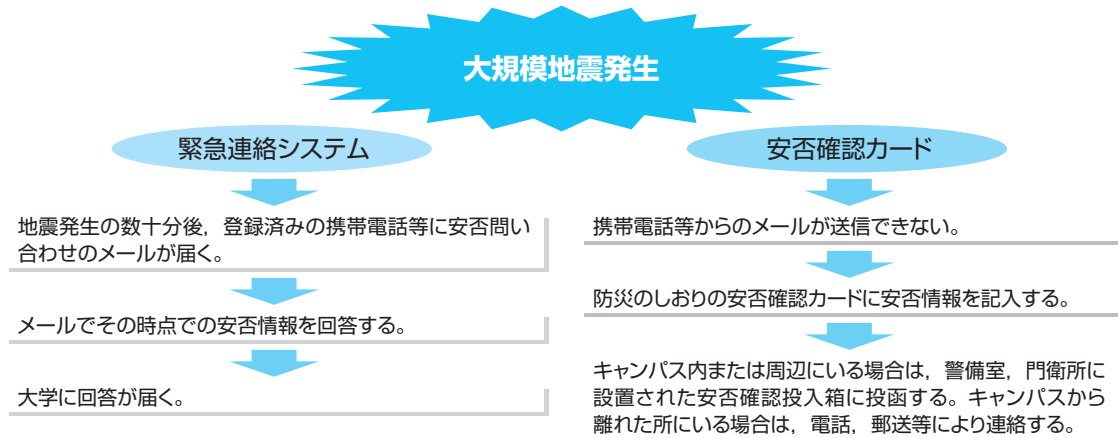 大規模地震発生
緊急連絡システム
地震発生の数十分後，登録済みの携帯電話等に安否問い
合わせのメールが届く。
メールでその時点での安否情報を回答する。
大学に回答が届く。
安否確認カード
携帯電話等からのメールが送信できない。
防災のしおりの安否確認カードに安否情報を記入する。
キャンパス内または周辺にいる場合は，警備室，門衛所に
設置された安否確認投入箱に投函する。キャンパスから
離れた所にいる場合は，電話，郵送等により連絡する。